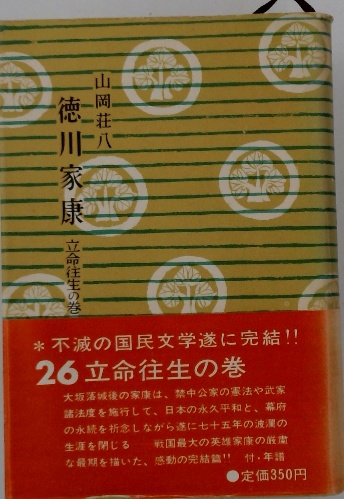 山岡荘八
徳川家康
立命往生の巻
＊不滅の国民文学遂に完結!!
26立命往生の巻
大坂落城後の家康は、禁中公家の憲法や武家
諸法度を施行して、日本の永久平和と、幕府
の永続を祈念しながら遂に七十五年の波瀾の
生涯を閉じる──戦国最大の英雄家康の厳粛
な最期を描いた、感動の完結篇!! 付・年譜
●定価350円